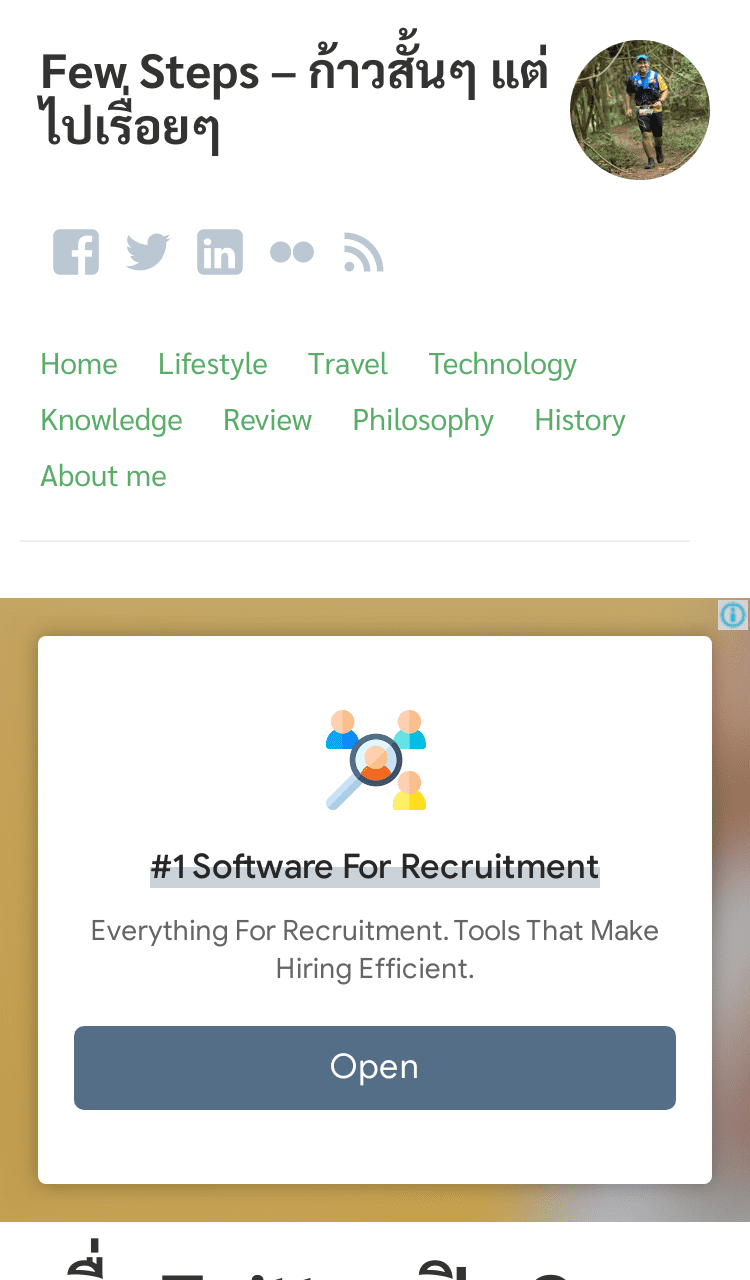 Few Steps – ก้าวสั้นๆ แต่
ไปเรื่อยๆ
Home Lifestyle Travel Technology
Knowledge Review Philosophy History
About me
#1 Software For Recruitment
Everything For Recruitment. Tools That Make
Hiring Efficient.
Open